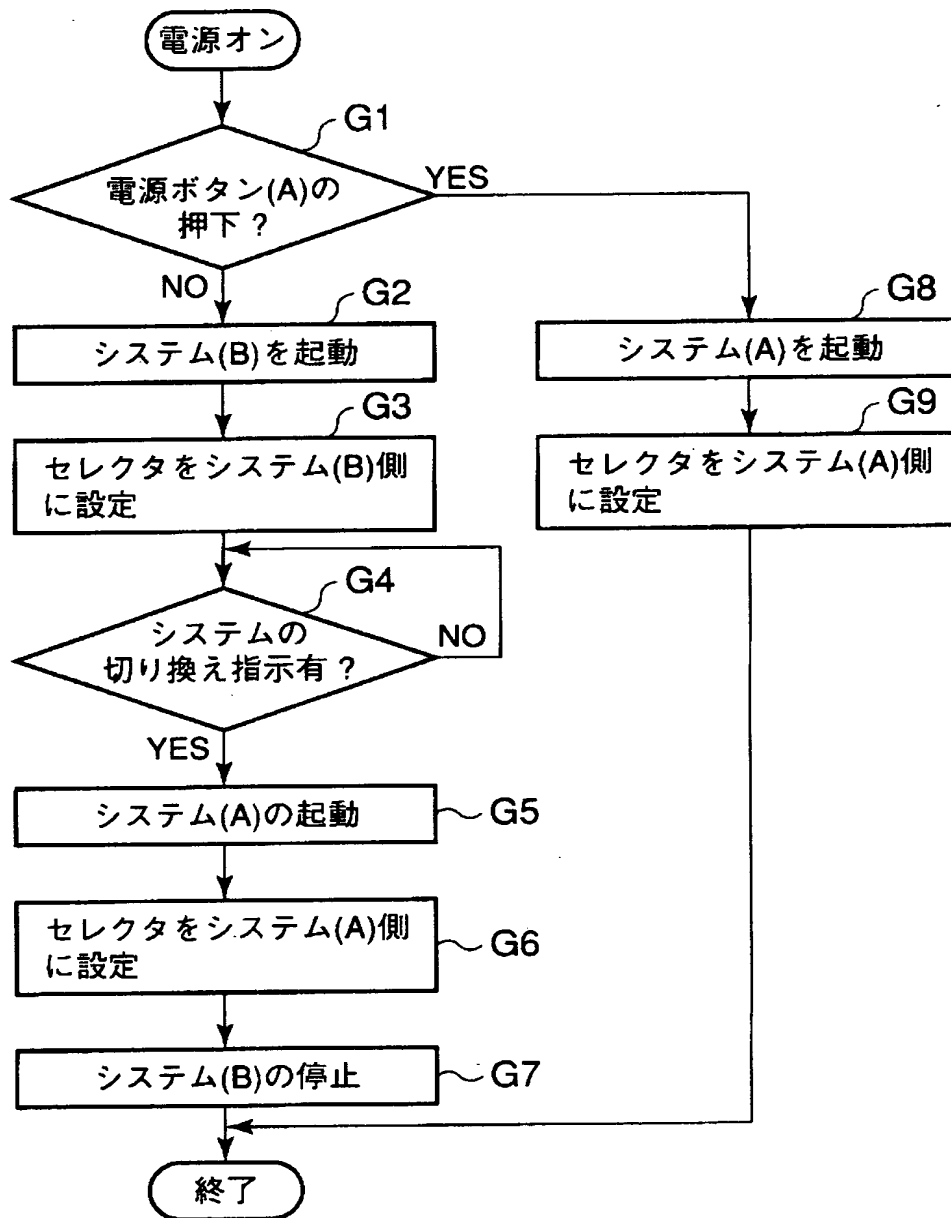 電源オン
G1
電源ボタン(A)の
押下？
YES
NO
G2
システム(B)を起動
G3
セレクタをシステム(B)側
に設定
G4
システムの
切り換え指示有？
NO
YES
システム(A)の起動
G5
セレクタをシステム(A)側
に設定
G6
システム(B)の停止
G7
G8
システム(A)を起動
G9
セレクタをシステム(A)側
に設定
終了